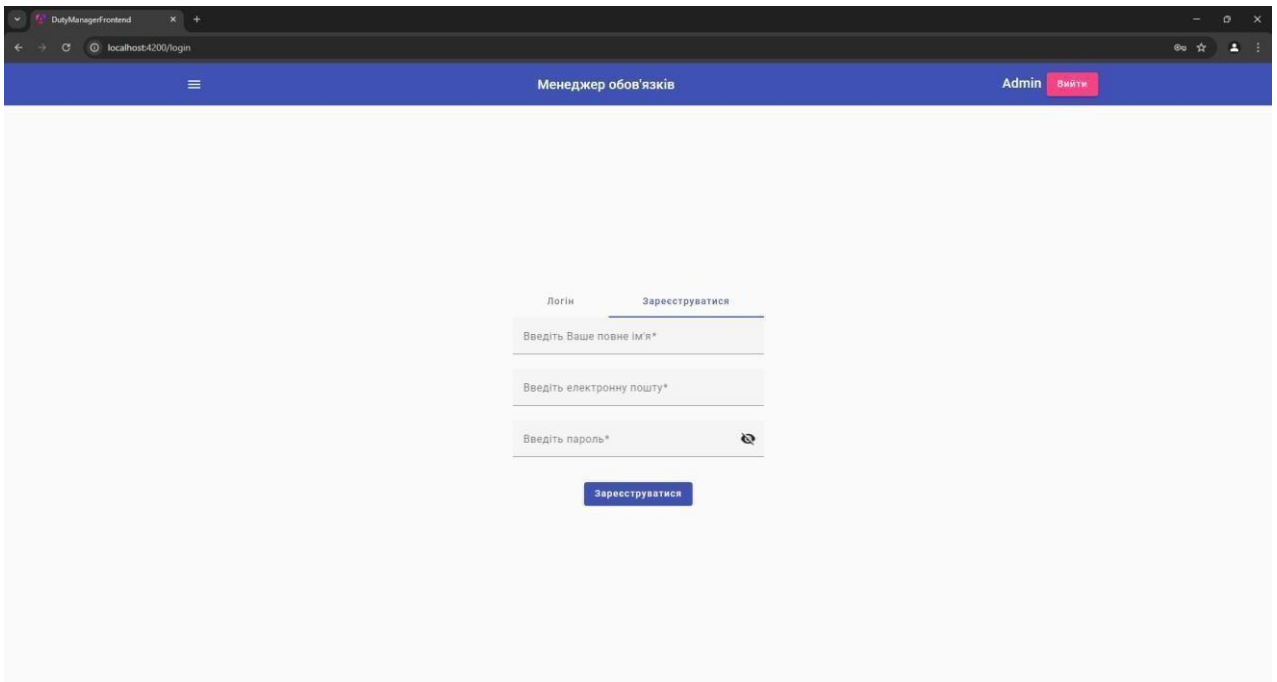 DutyManagerFrontend
localhost:4200/login
Менеджер обов'язків
Admin Вийти
Логін Зареєструватися
Введіть Ваше повне ім'я*
Введіть електронну пошту*
Введіть пароль*
Зареєструватися